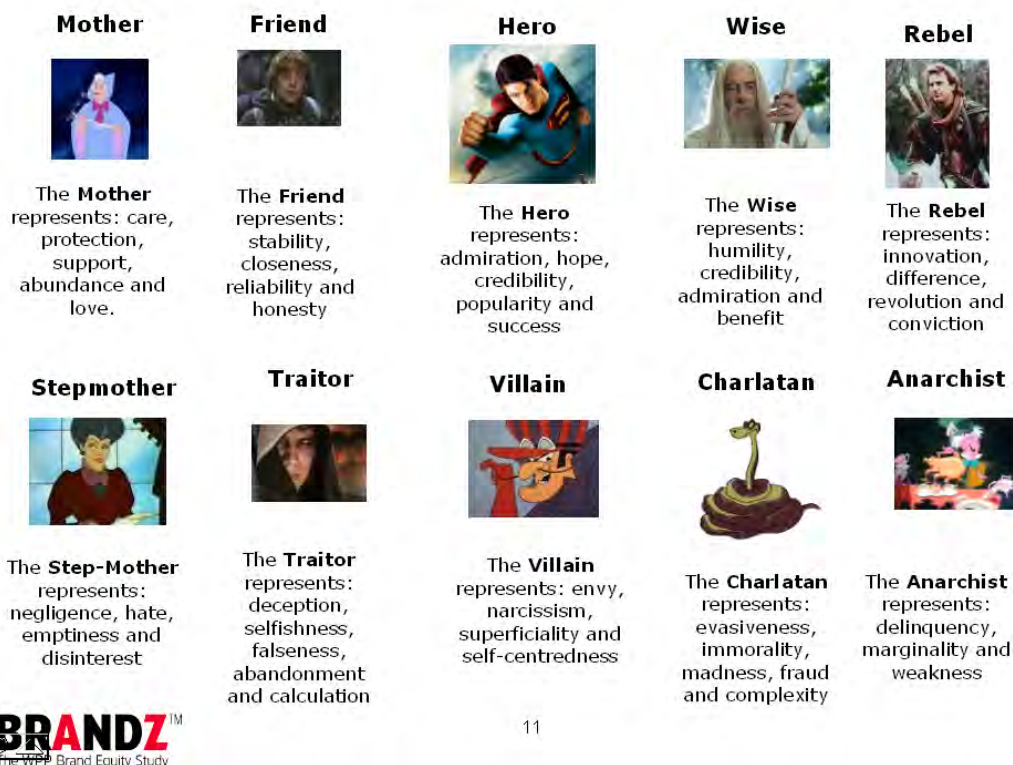 Mother
Friend
Hero
Wise
Rebel
The Mother
represents: care,
protection,
support,
abundance and
love.
The Friend
represents:
stability,
closeness,
reliability and
honesty
The Hero
represents:
admiration, hope,
credibility,
popularity and
success
The Wise
represents:
humility,
credibility,
admiration and
benefit
The Rebel
represents:
innovation,
difference,
revolution and
conviction
Stepmother
Traitor
Villain
Charlatan
Anarchist
The Step-Mother
represents:
negligence, hate,
emptiness and
disinterest
The Traitor
represents:
deception,
selfishness,
falseness,
abandonment
and calculation
The Villain
represents: envy,
narcissism,
superficiality and
self-centredness
The Charlatan
represents:
evasiveness,
immorality,
madness, fraud
and complexity
The Anarchist
represents:
delinquency,
marginality and
weakness
BRANDZ™
The WPP Brand Equity Study
11